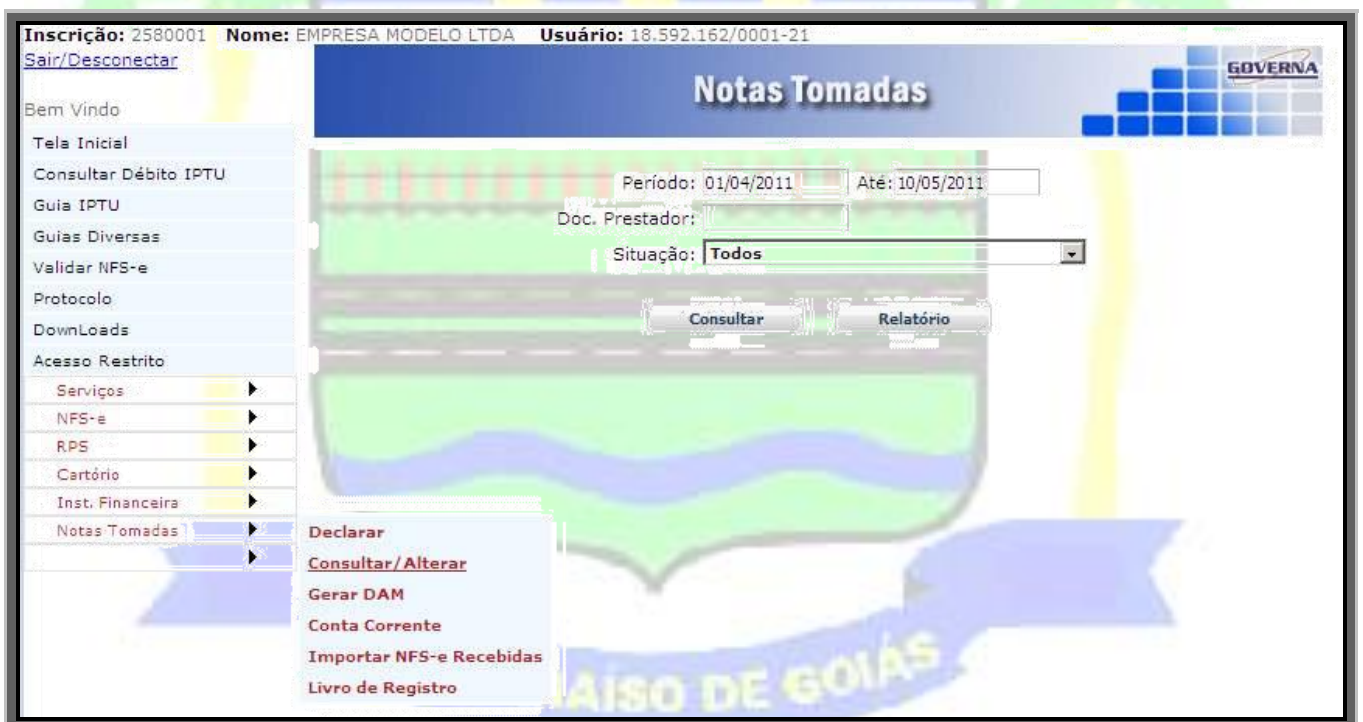 Inscrição: 2580001 Nome: EMPRESA MODELO LTDA Usuário: 18.592.162/0001-21
Sair/Desconectar
Notas Tomadas
GOVERNA
Bem Vindo
Tela Inicial
Consultar Débito IPTU
Guia IPTU
Guias Diversas
Validar NFS-e
Protocolo
DownLoads
Acesso Restrito
Serviços
NFS-e
RPS
Cartório
Inst. Financeira
Notas Tomadas
Período: 01/04/2011 Até: 10/05/2011
Doc. Prestador:
Situação: Todos
Consultar Relatório
Declarar
Consultar/Alterar
Gerar DAM
Conta Corrente
Importar NFS-e Recebidas
Livro de Registro
AISO DE GOIÁS